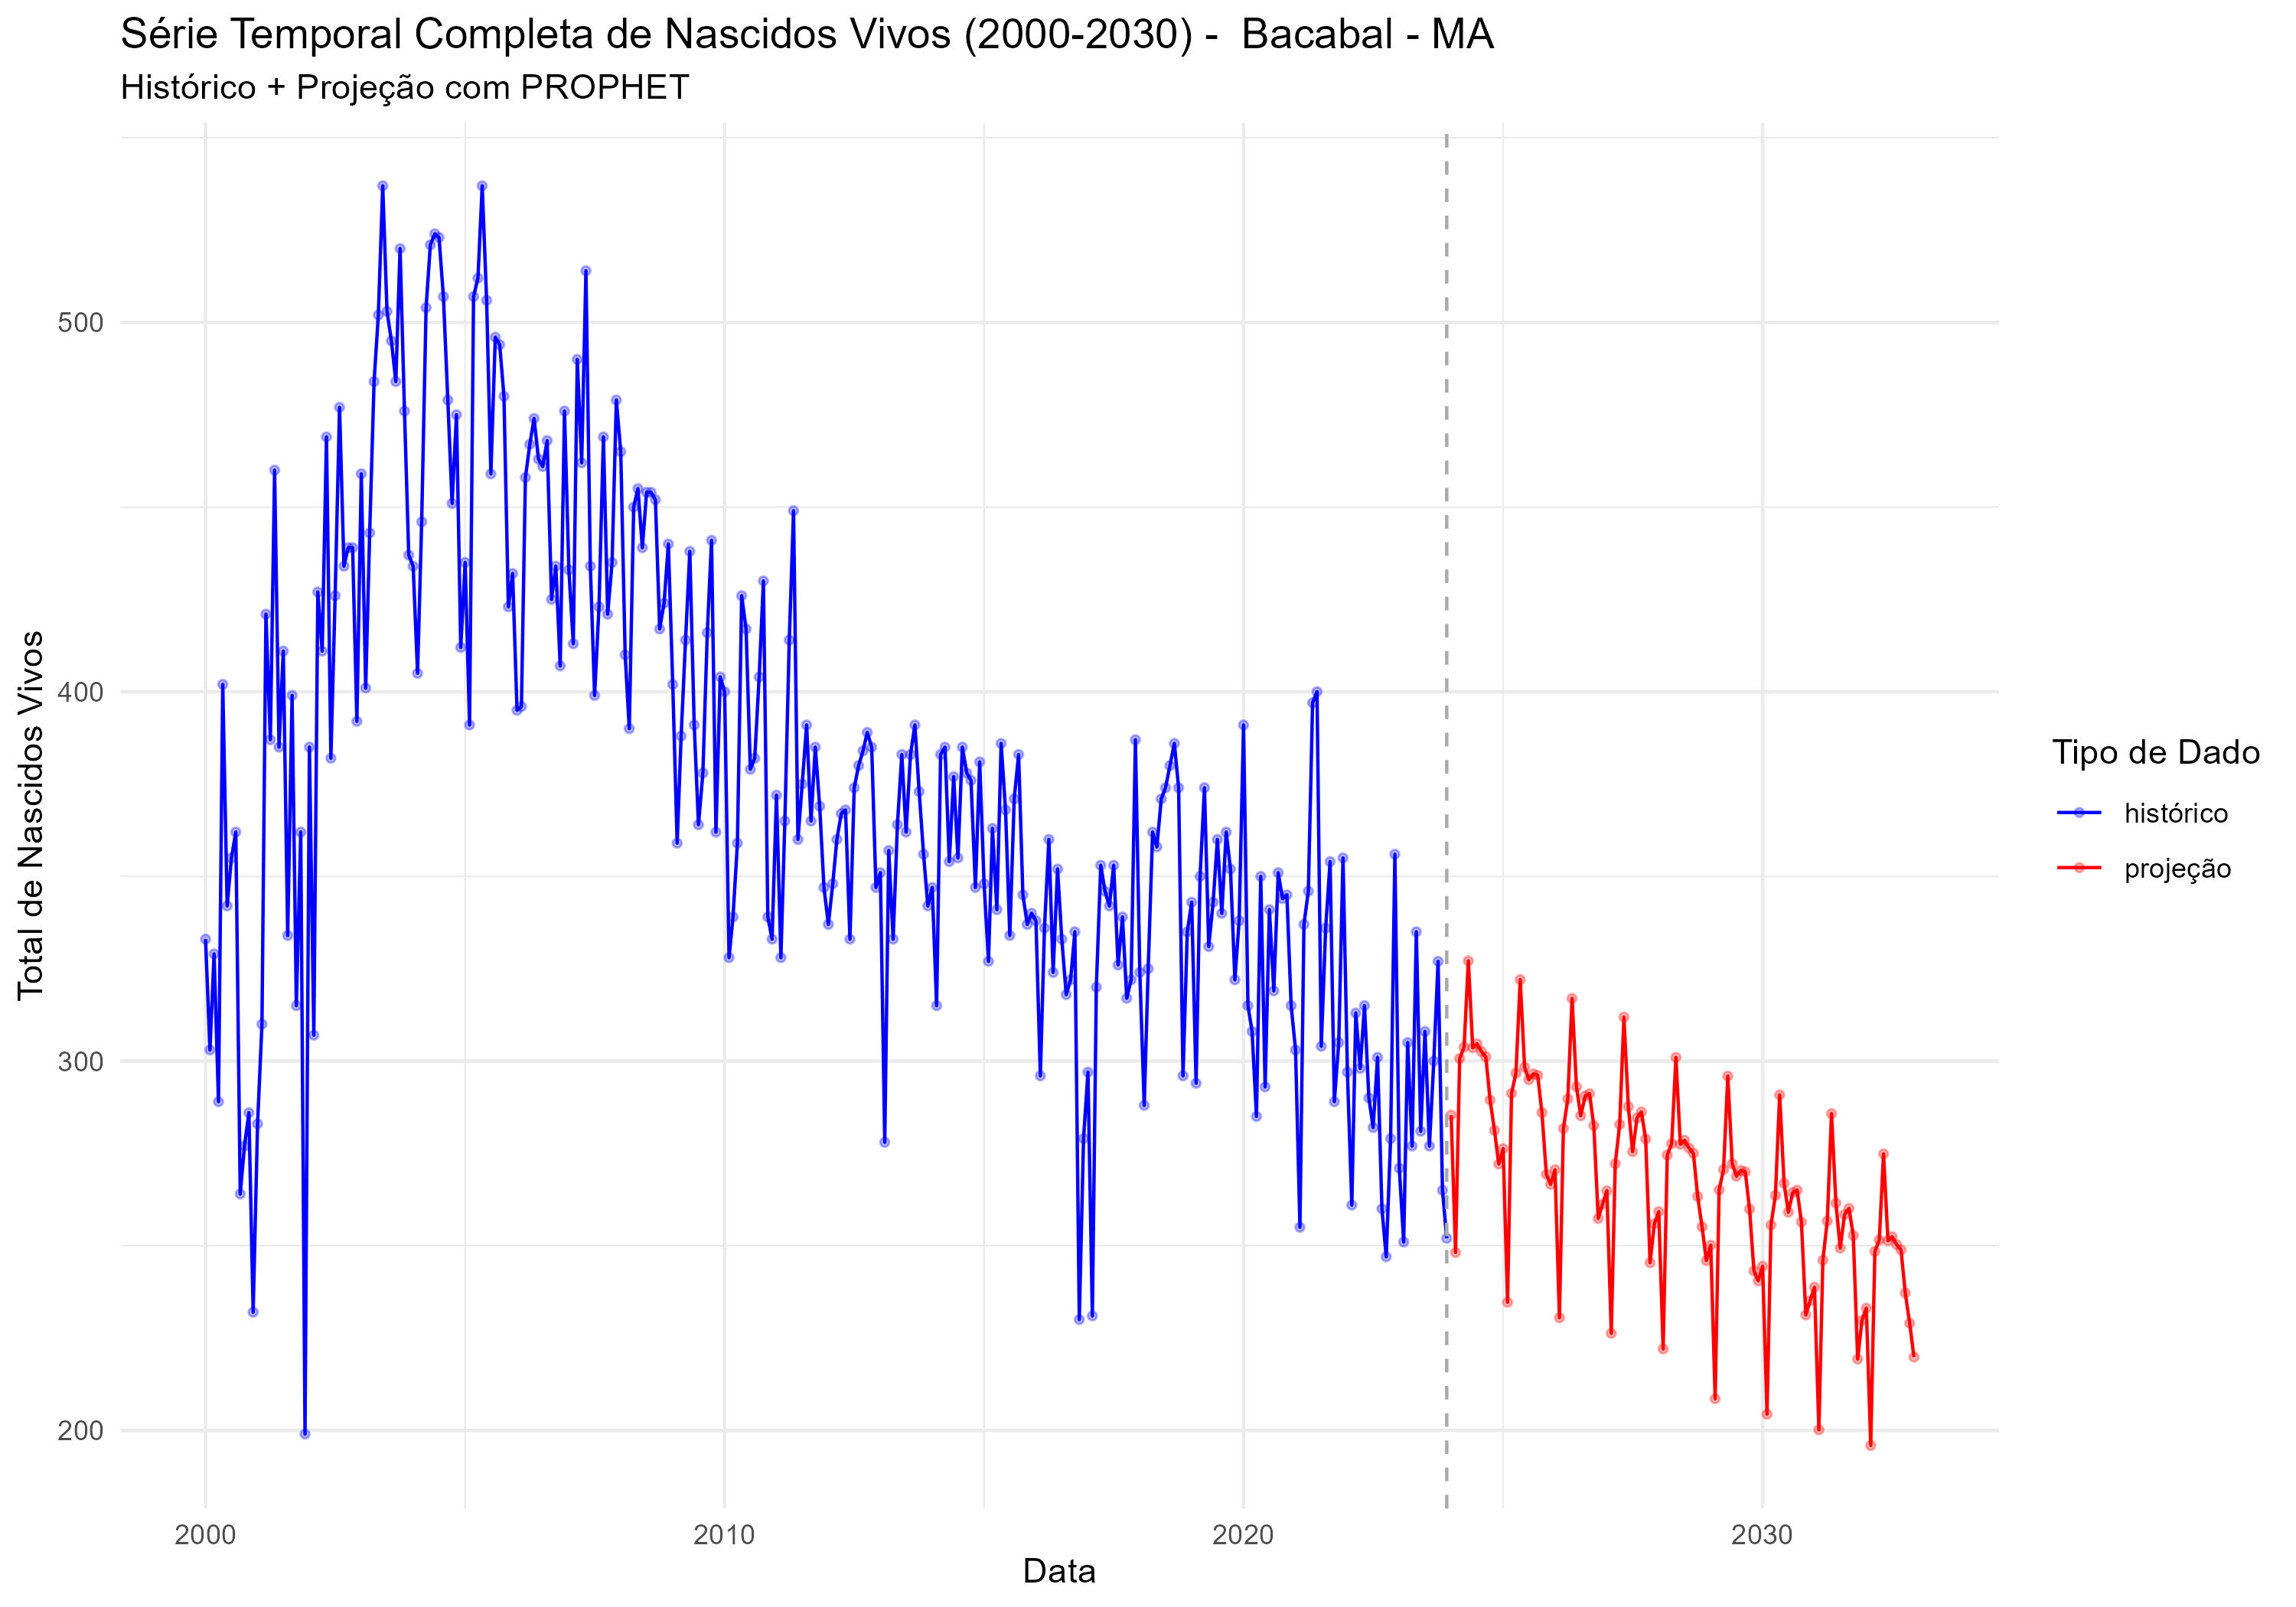 Série Temporal Completa de Nascidos Vivos (2000-2030) -  Bacabal - MA
Histórico + Projeção com PROPHET
Total de Nascidos Vivos
500
400
300
200
2000
2010
2020
2030
Data
Tipo de Dado
histórico
projeção